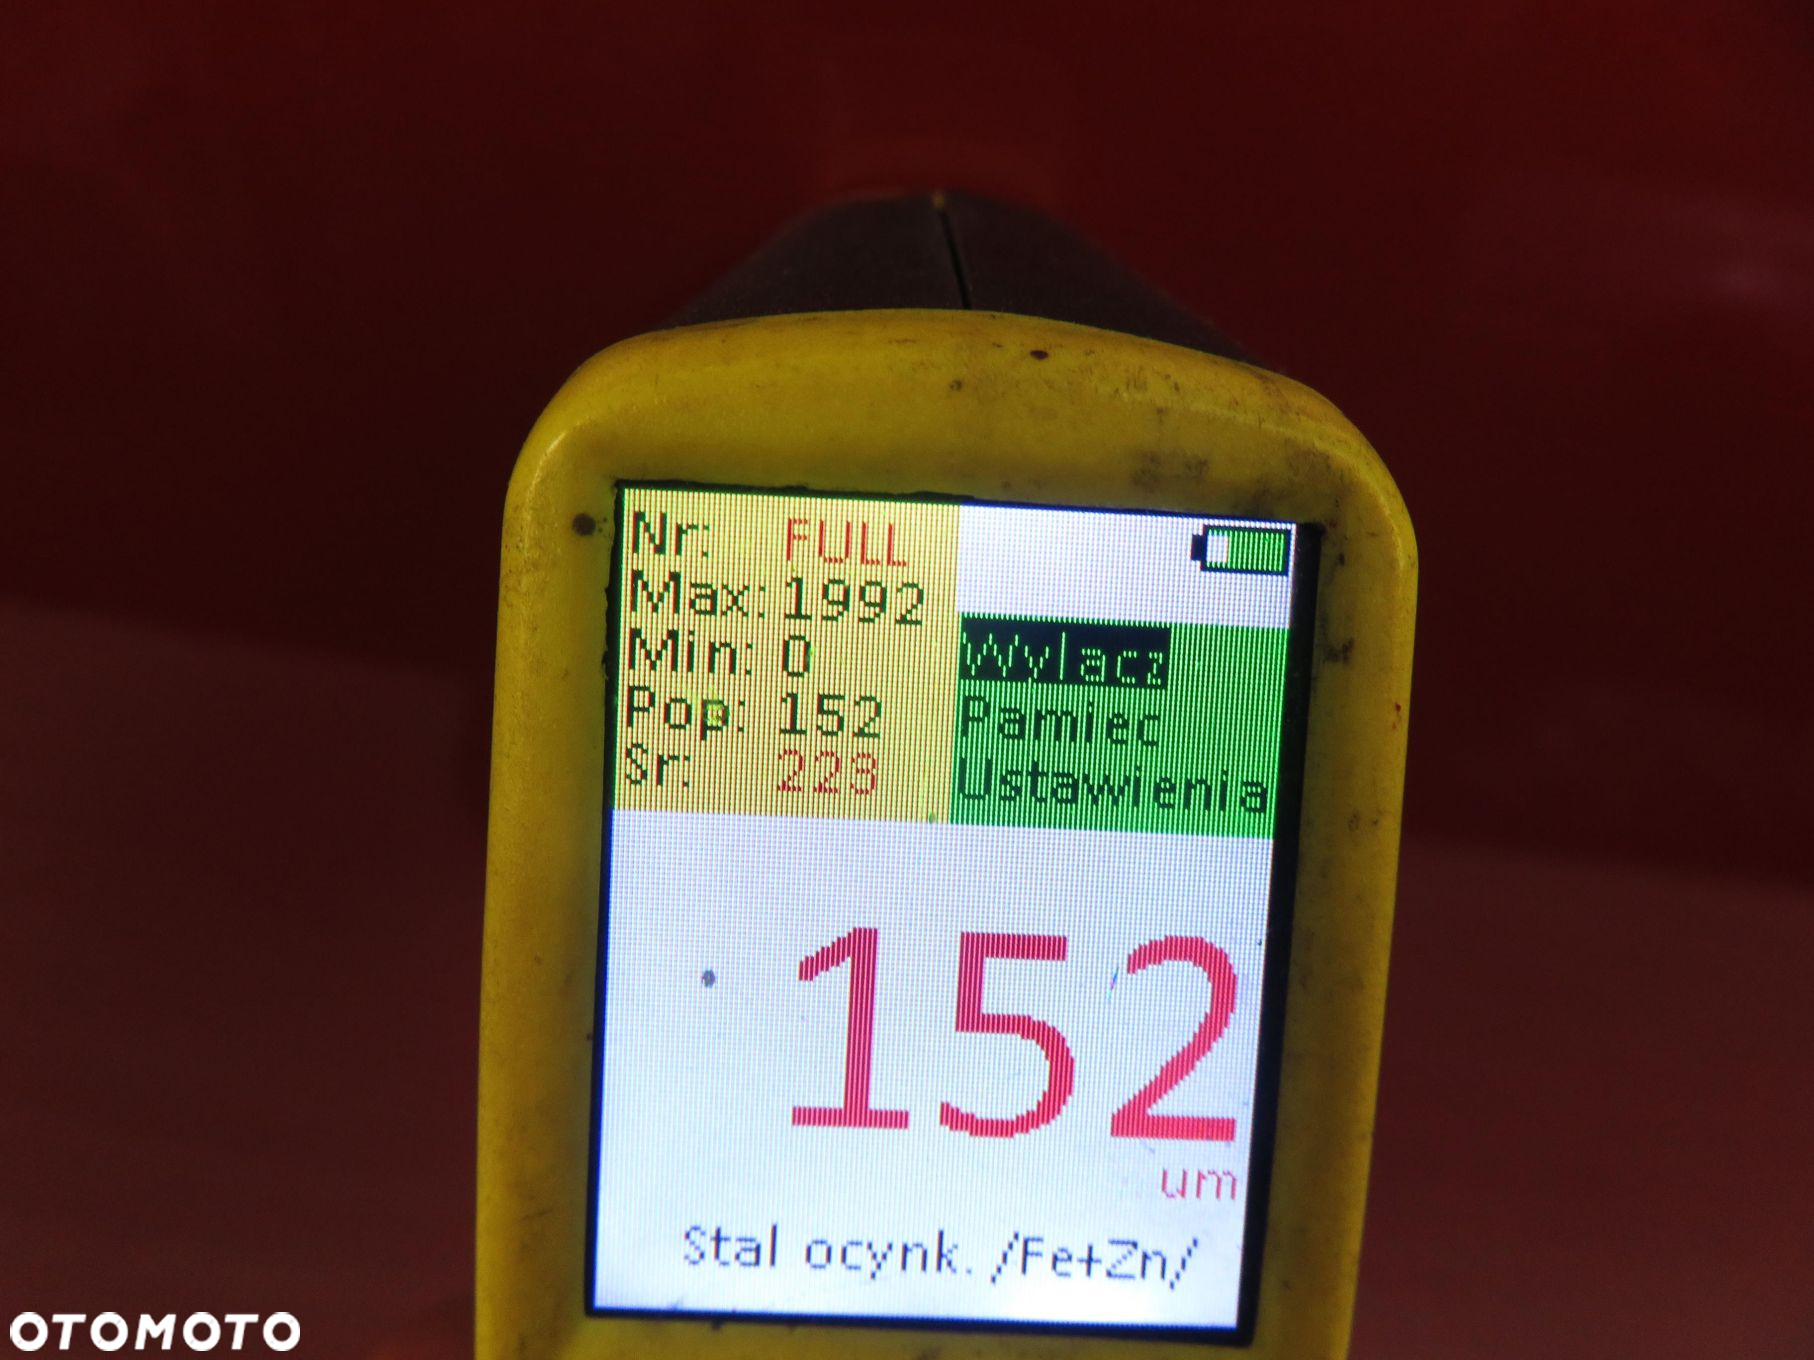 Nr: FULL
Max: 1992
Min: 0
Pop: 152
Sr: 223
Wylacz
Pamiec
Ustawienia
152
um
Stal ocynk. /Fe+Zn/
OTOMOTO